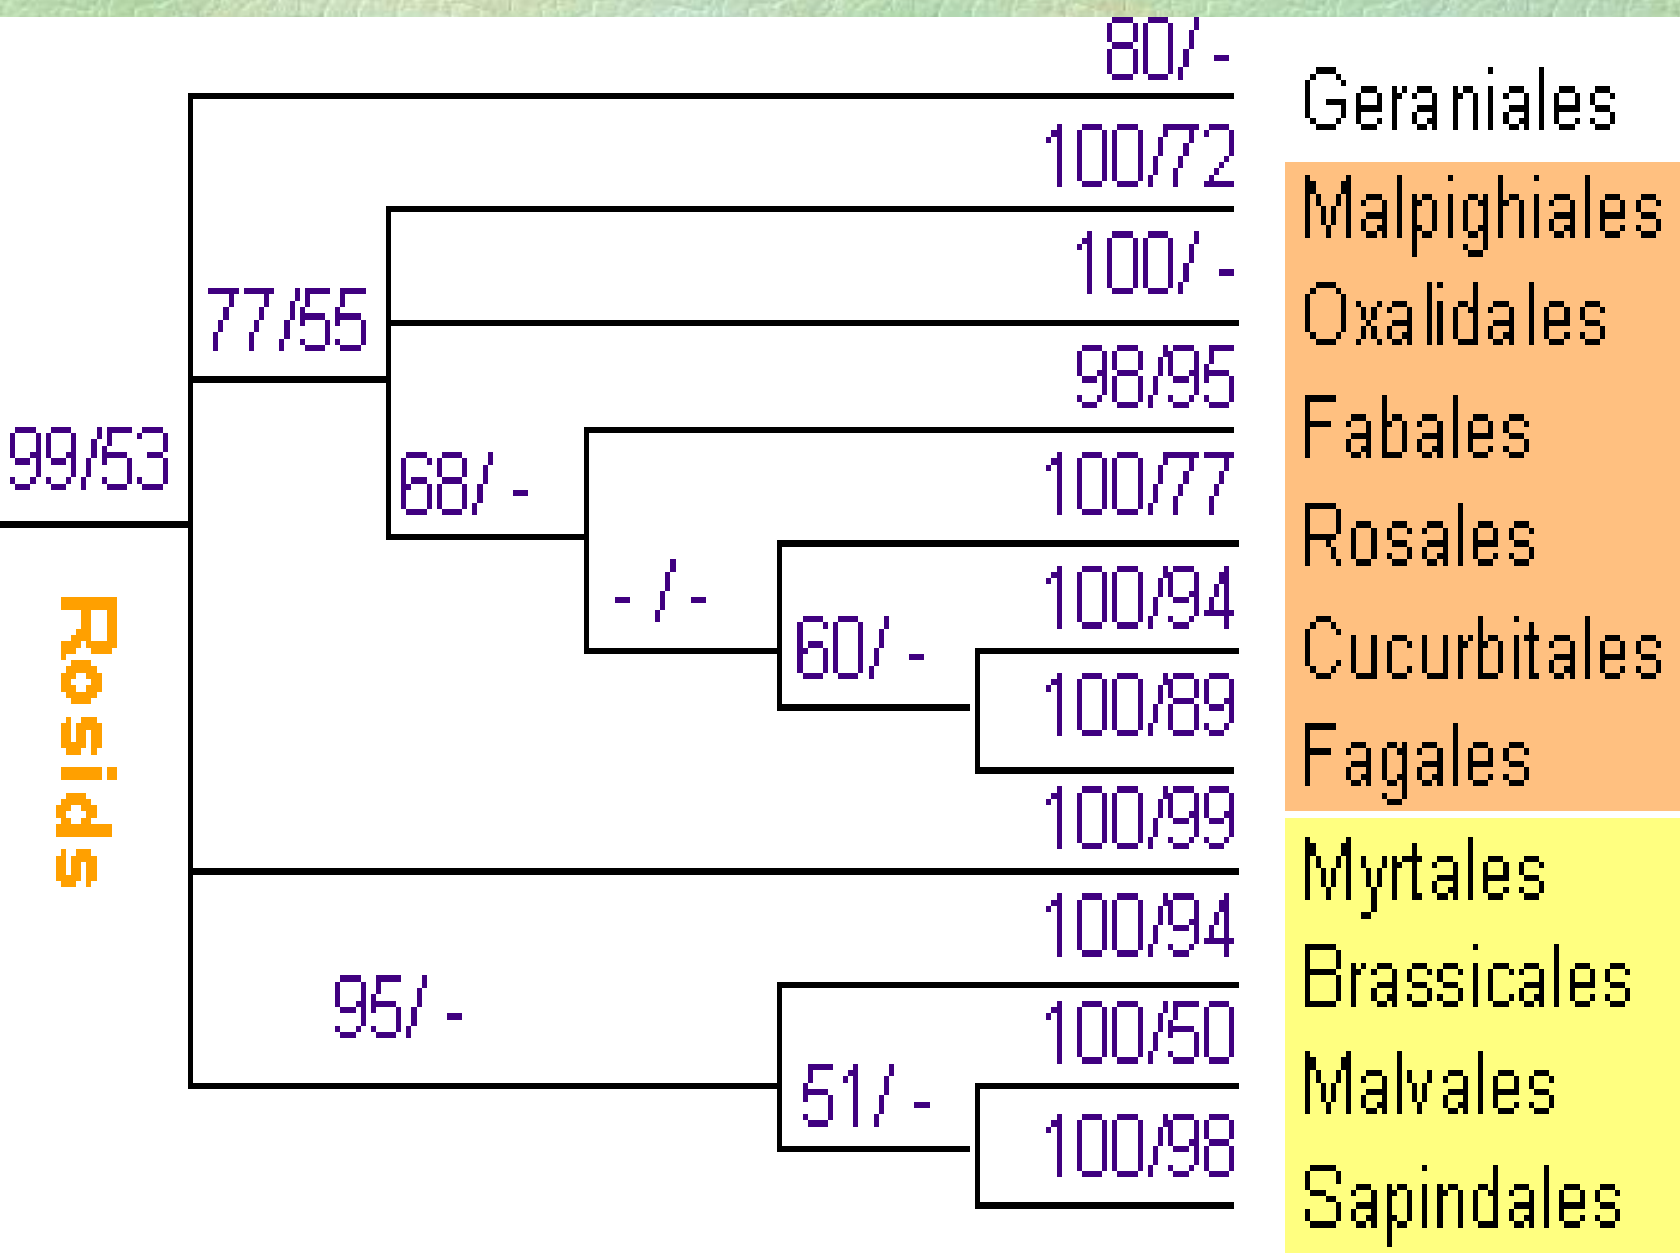 80/ -
Geraniales
100/72
Malpighiales
100/ -
Oxalidales
77/55
98/95
Fabales
99/53
68/ -
100/77
Rosales
- / -
100/94
Cucurbitales
60/ -
100/89
Fagales
Rosids
100/99
Myrtales
100/94
Brassicales
95/ -
100/50
Malvales
51/ -
100/98
Sapindales